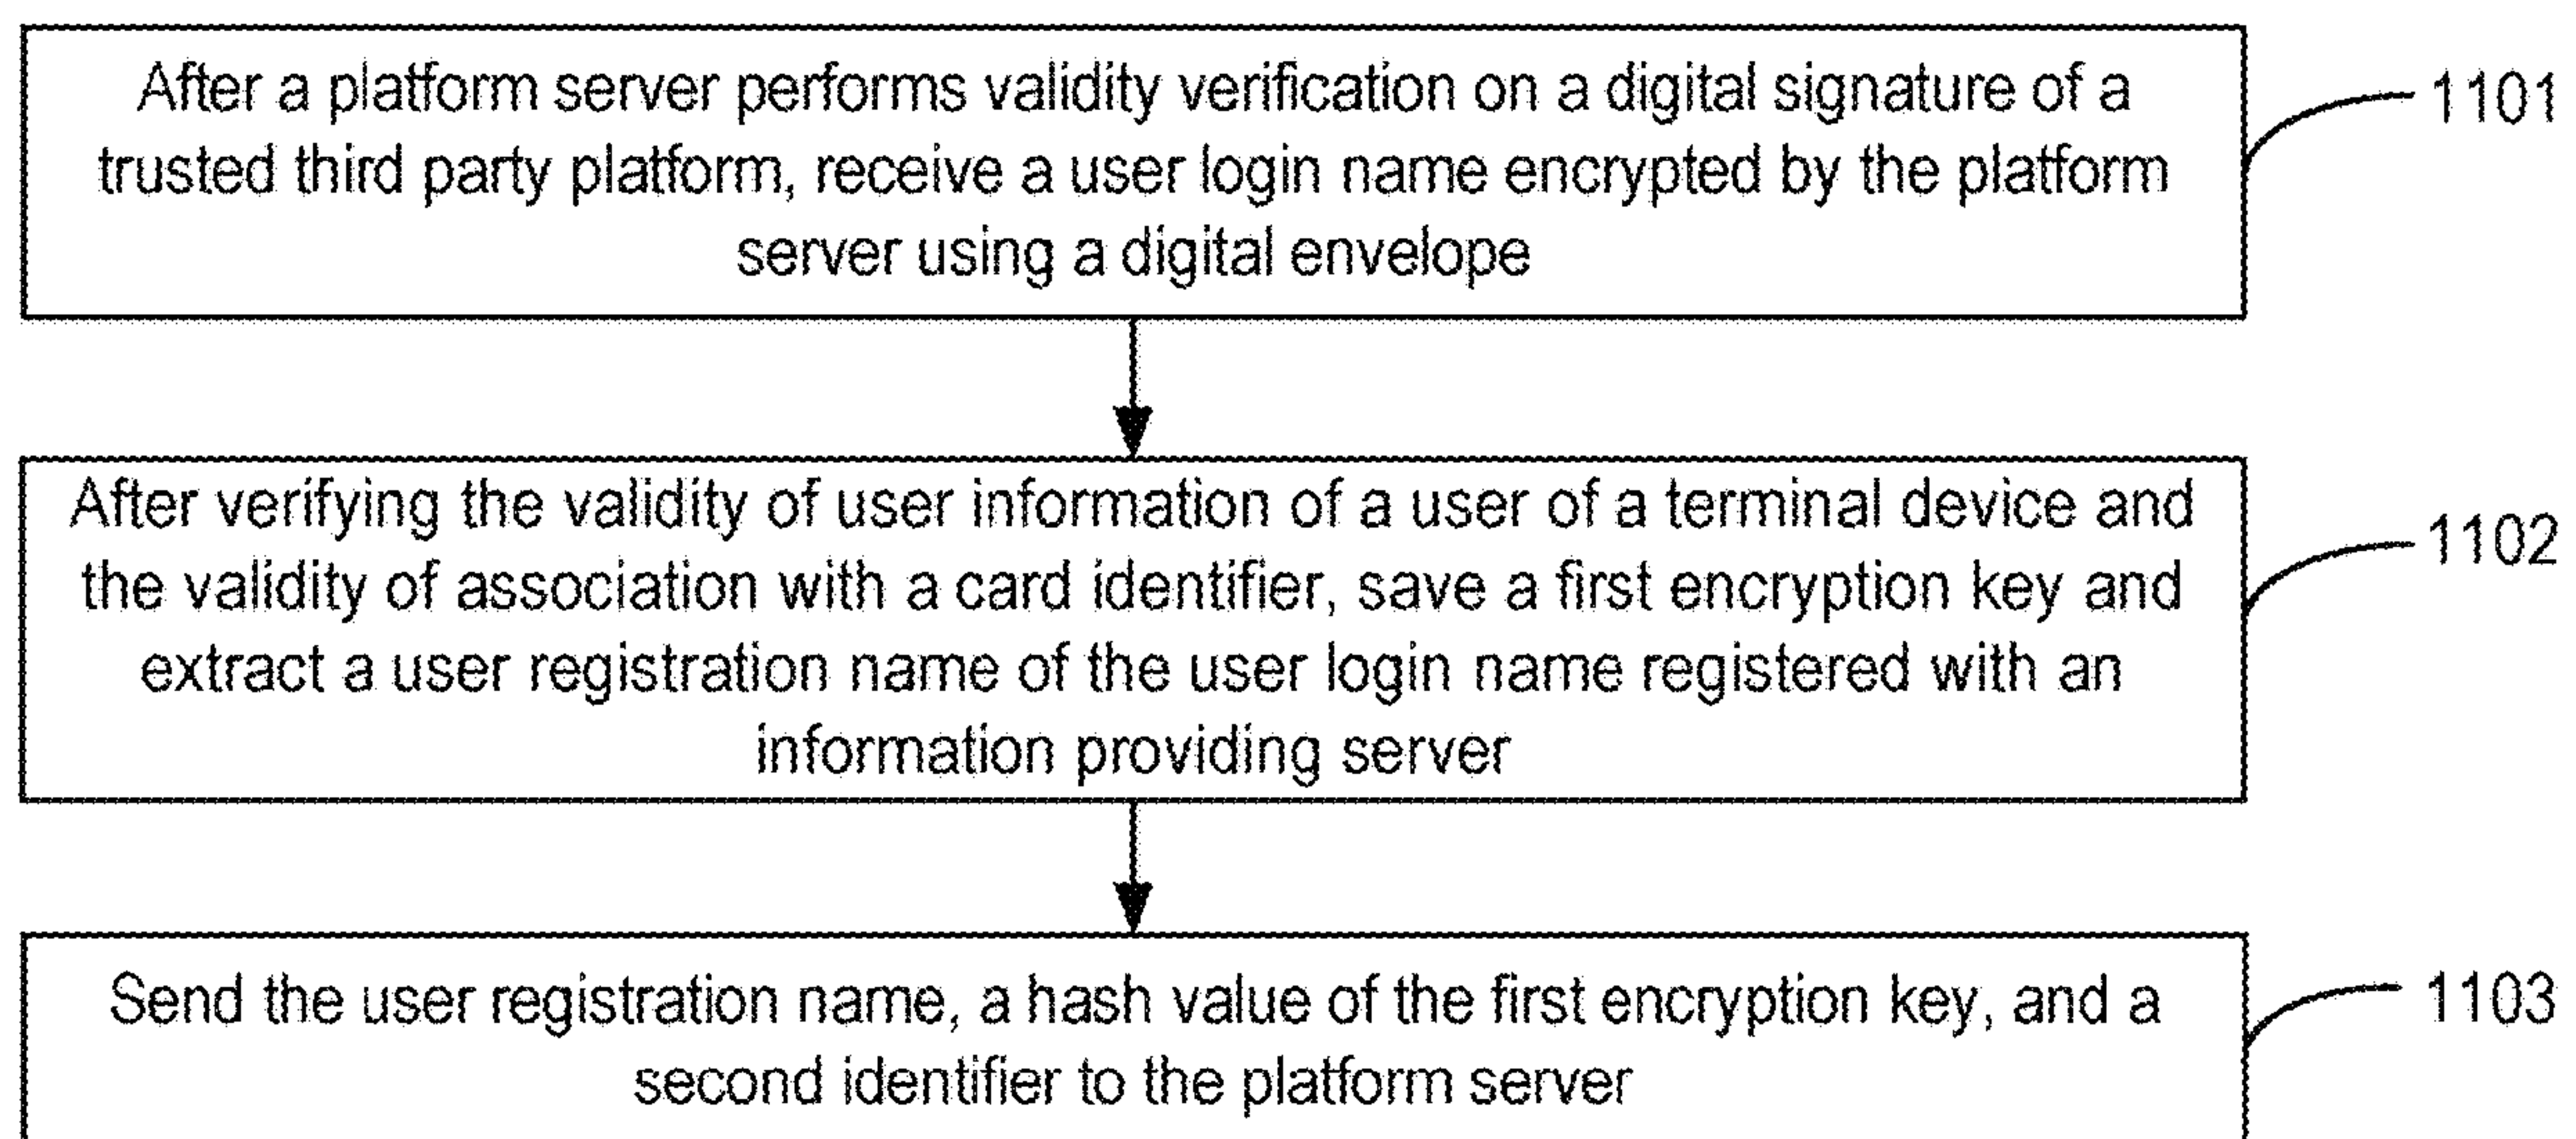 After a platform server performs validity verification on a digital signature of a
trusted third party platform, receive a user login name encrypted by the platform
server using a digital envelope
1101
After verifying the validity of user information of a user of a terminal device and
the validity of association with a card identifier, save a first encryption key and
extract a user registration name of the user login name registered with an
information providing server
1102
Send the user registration name, a hash value of the first encryption key, and a
second identifier to the platform server
1103